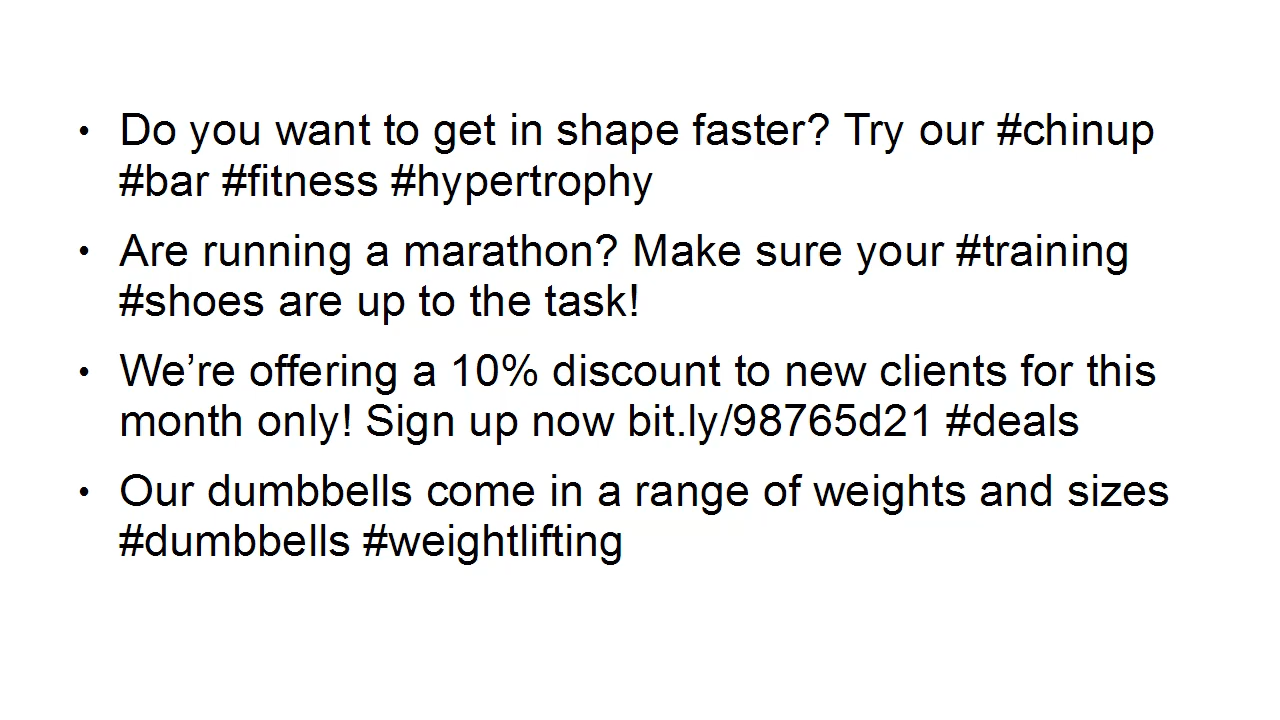 • Do you want to get in shape faster? Try our #chinup
#bar #fitness #hypertrophy
• Are running a marathon? Make sure your #training
#shoes are up to the task!
• We’re offering a 10% discount to new clients for this
month only! Sign up now bit.ly/98765d21 #deals
• Our dumbbells come in a range of weights and sizes
#dumbbells #weightlifting